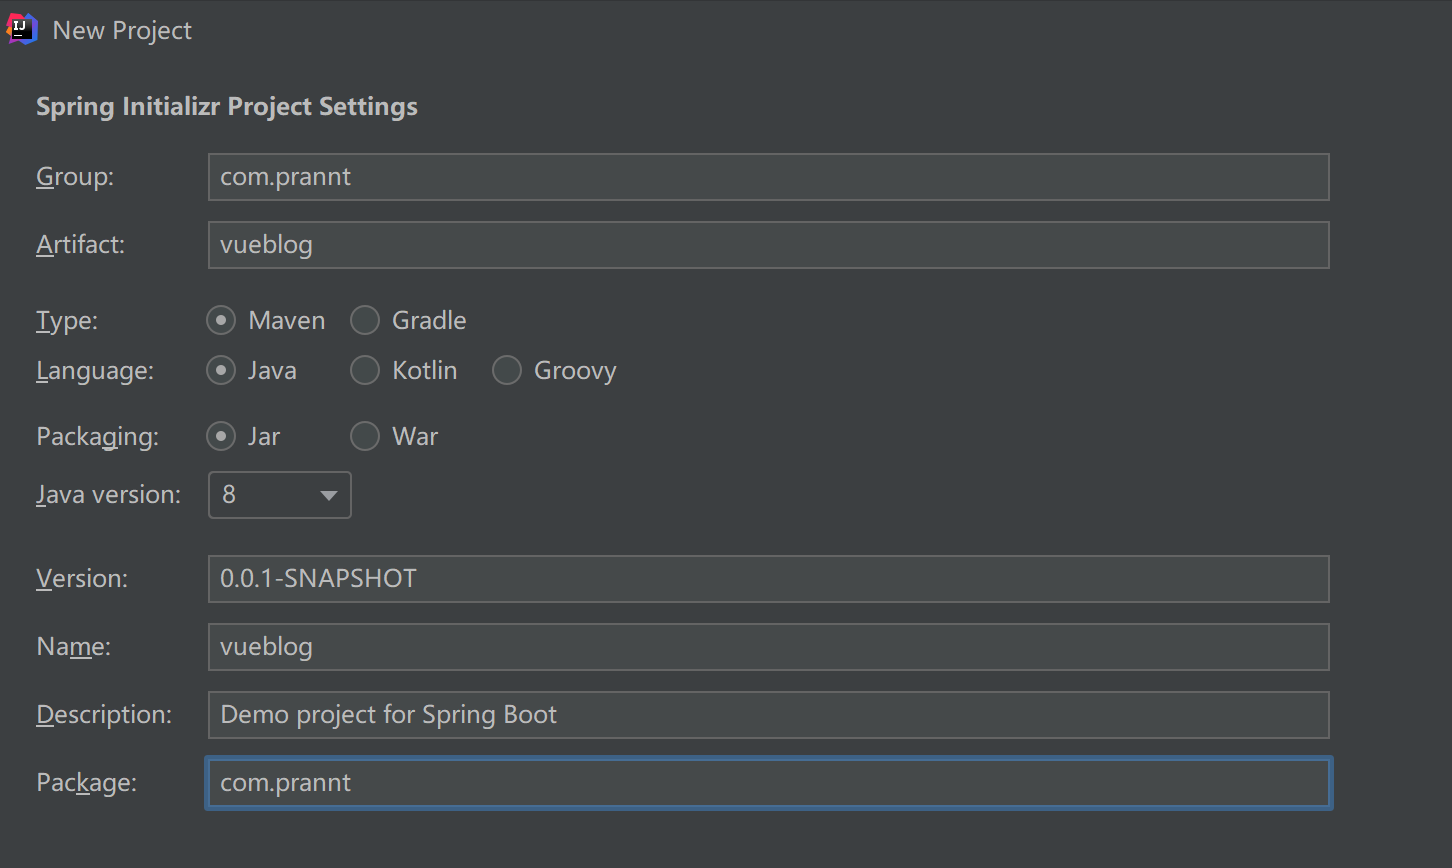 IJ
New Project
Spring Initializr Project Settings
Group: com.prannt
Artifact: vueblog
Type: Maven Gradle
Language: Java Kotlin Groovy
Packaging: Jar War
Java version: 8
Version: 0.0.1-SNAPSHOT
Name: vueblog
Description: Demo project for Spring Boot
Package: com.prannt